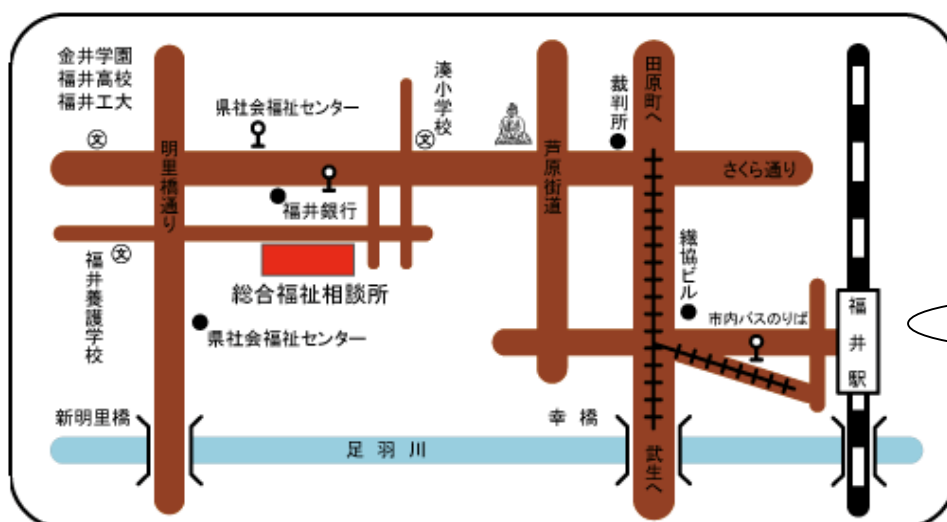 金井学園
福井高校
福井工大
県社会福祉センター
湊小学校
裁判所
田原町へ
明里橋通り
芦原街道
さくら通り
文
文
福井銀行
文
福井養護学校
総合福祉相談所
県社会福祉センター
繊協ビル
市内バスのりば
福井駅
新明里橋
足羽川
幸橋
武生へ